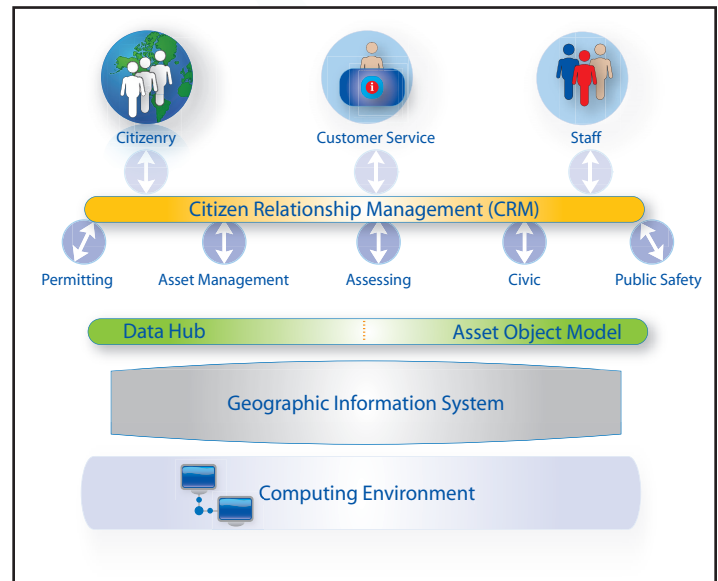 Citizenry
Customer Service
Staff
Citizen Relationship Management (CRM)
Permitting
Asset Management
Assessing
Civic
Public Safety
Data Hub
Asset Object Model
Geographic Information System
Computing Environment
i